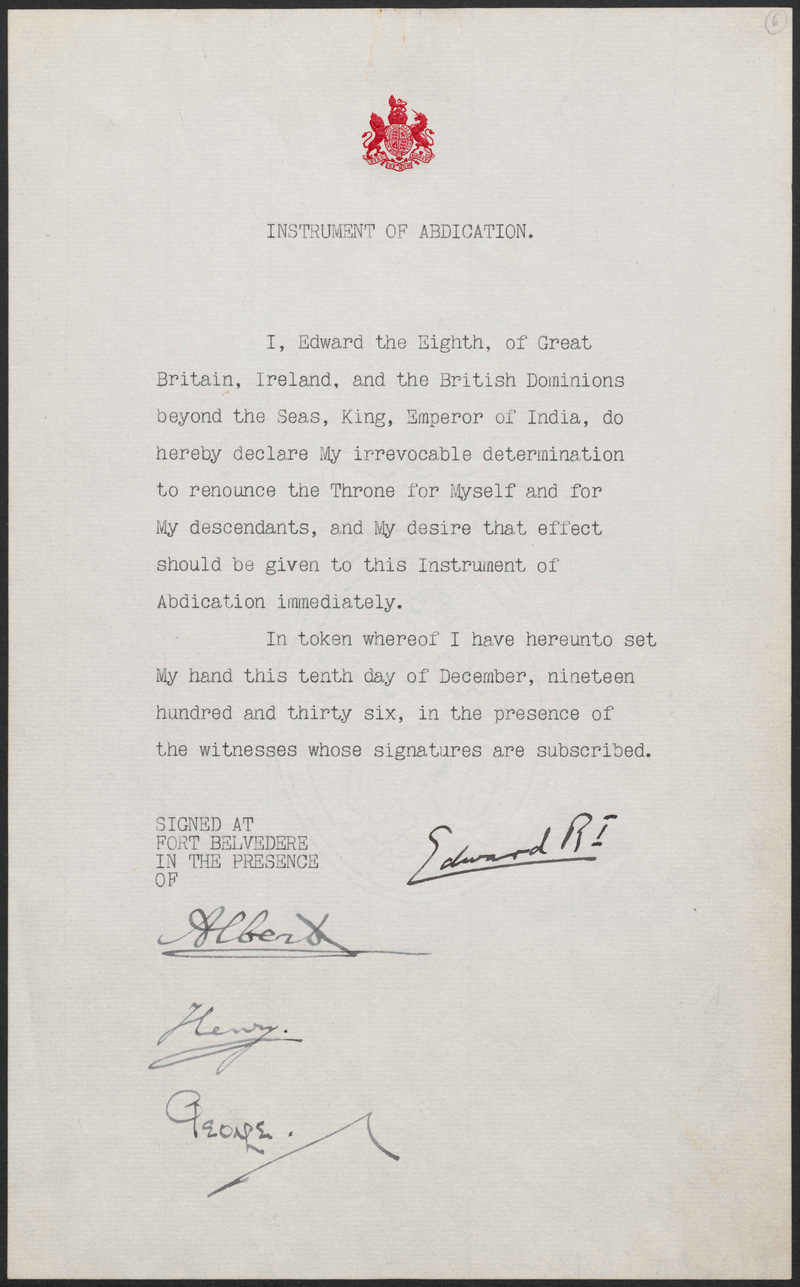 6
INSTRUMENT OF ABDICATION.
I, Edward the Eighth, of Great
Britain, Ireland, and the British Dominions
beyond the Seas, King, Emperor of India, do
hereby declare My irrevocable determination
to renounce the Throne for Myself and for
My descendants, and My desire that effect
should be given to this Instrument of
Abdication immediately.
In token whereof I have hereunto set
My hand this tenth day of December, nineteen
hundred and thirty six, in the presence of
the witnesses whose signatures are subscribed.
SIGNED AT
FORT BELVEDERE
IN THE PRESENCE
OF
Edward RI
Albert
Henry.
George.